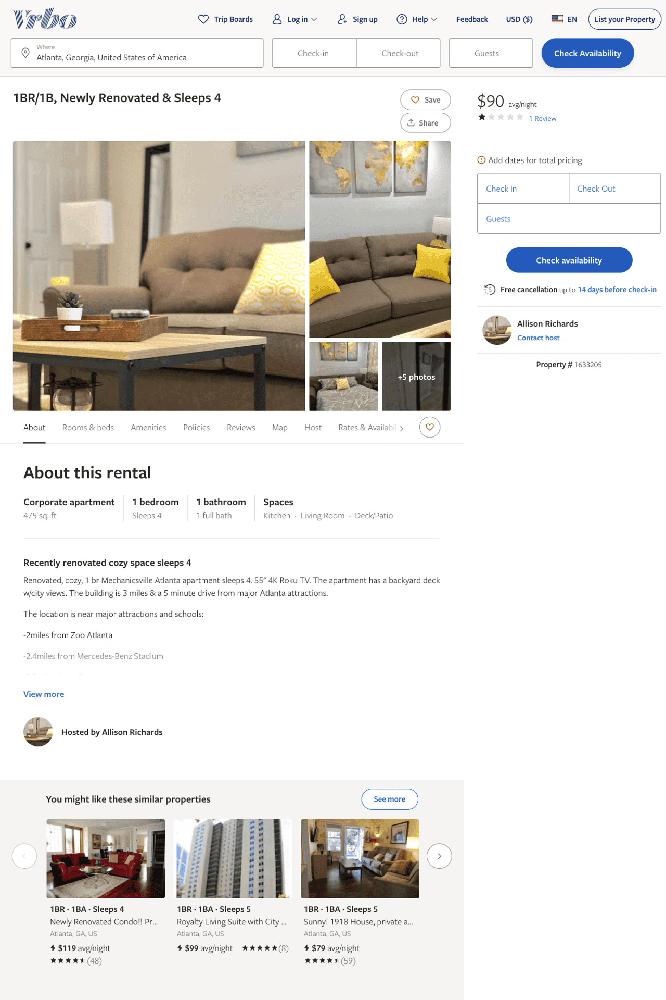 Vrbo
Trip Boards
Log in
Sign up
Help
Feedback
USD ($)
EN
List your Property
Where
Atlanta, Georgia, United States of America
Check-in
Check-out
Guests
Check Availability
1BR/1B, Newly Renovated & Sleeps 4
Save
Share
+5 photos
$90 avg/night
1 Review
Add dates for total pricing
Check In
Check Out
Guests
Check availability
Free cancellation up to 14 days before check-in
Allison Richards
Contact host
Property # 1633205
About
Rooms & beds
Amenities
Policies
Reviews
Map
Host
Rates & Availabili
About this rental
Corporate apartment
475 sq. ft
1 bedroom
Sleeps 4
1 bathroom
1 full bath
Spaces
Kitchen · Living Room · Deck/Patio
Recently renovated cozy space sleeps 4
Renovated, cozy, 1 br Mechanicsville Atlanta apartment sleeps 4. 55” 4K Roku TV. The apartment has a backyard deck
w/city views. The building is 3 miles & a 5 minute drive from major Atlanta attractions.
The location is near major attractions and schools:
-2miles from Zoo Atlanta
-2.4miles from Mercedes-Benz Stadium
View more
Hosted by Allison Richards
You might like these similar properties
See more
1BR · 1BA · Sleeps 4
Newly Renovated Condo!! Pr...
Atlanta, GA, US
$119 avg/night
(48)
1BR · 1BA · Sleeps 5
Royalty Living Suite with City ...
Atlanta, GA, US
$99 avg/night
(8)
1BR · 1BA · Sleeps 5
Sunny! 1918 House, private a...
Atlanta, GA, US
$79 avg/night
(59)